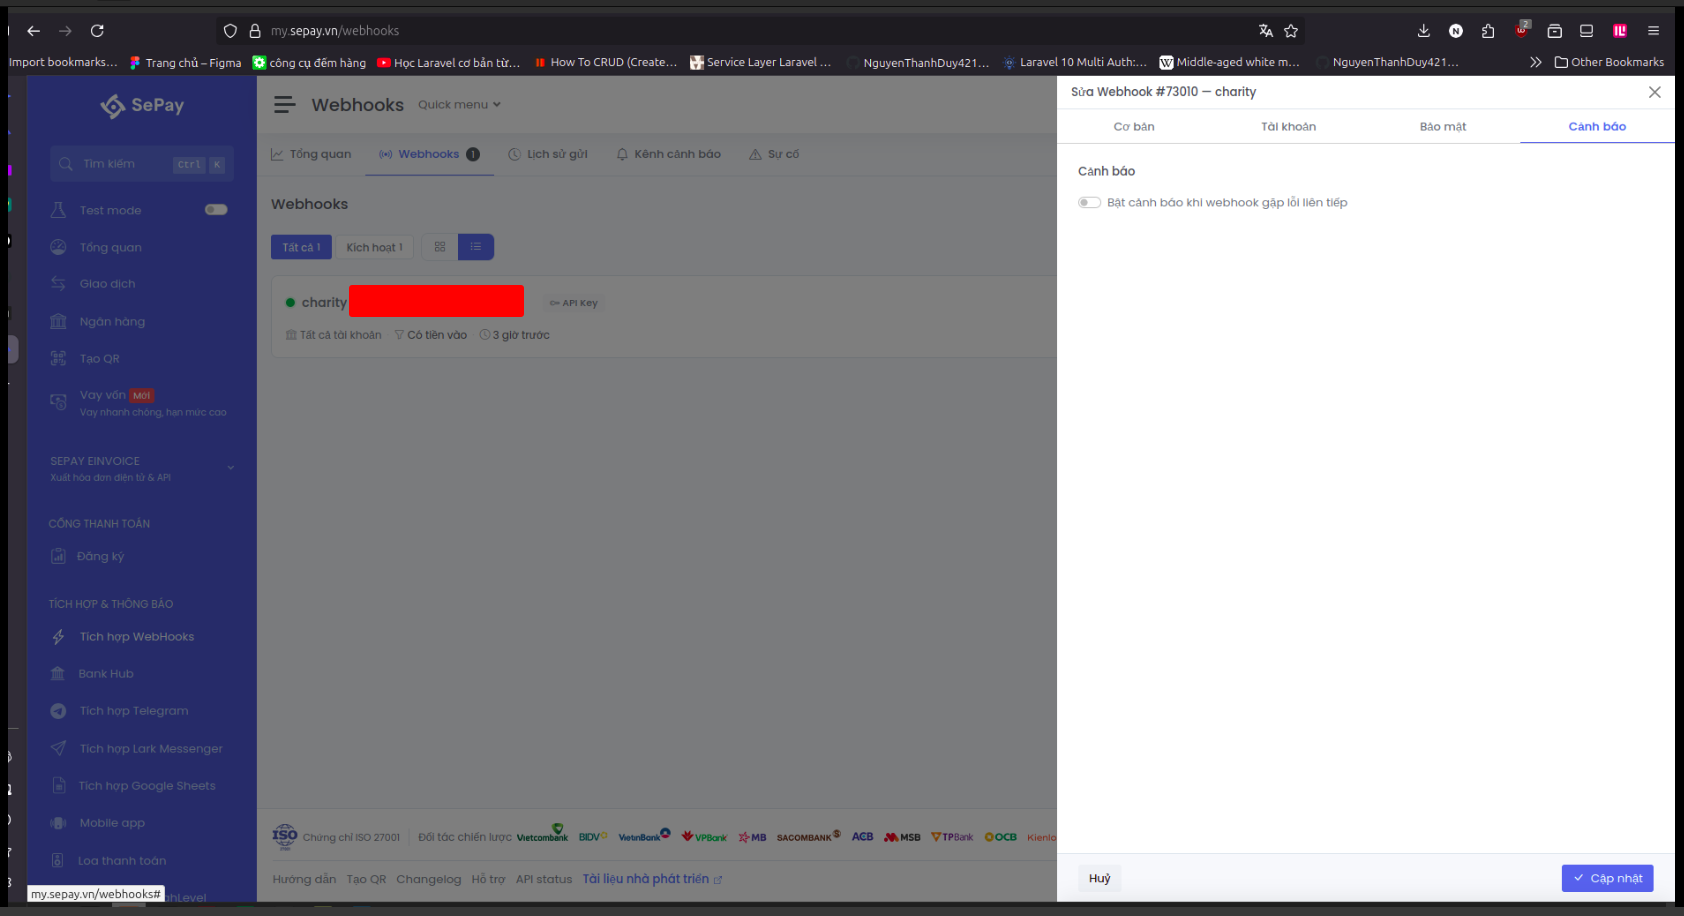 my.sepay.vn/webhooks
2
Import bookmarks...
Trang chủ – Figma
công cụ đếm hàng
Học Laravel cơ bản từ...
How To CRUD (Create...
Service Layer Laravel ...
NguyenThanhDuy421...
Laravel 10 Multi Auth:...
Middle-aged white m...
NguyenThanhDuy421...
Other Bookmarks
SePay
Tìm kiếm
Ctrl K
Test mode
Tổng quan
Giao dịch
Ngân hàng
Tạo QR
Vay vốn Mới
Vay nhanh chóng, hạn mức cao
SEPAY EINVOICE
Xuất hóa đơn điện tử & API
CỔNG THANH TOÁN
Đăng ký
TÍCH HỢP & THÔNG BÁO
Tích hợp WebHooks
Bank Hub
Tích hợp Telegram
Tích hợp Lark Messenger
Tích hợp Google Sheets
Mobile app
Loa thanh toán
hLevel
my.sepay.vn/webhooks#
Webhooks
Quick menu
Tổng quan
Webhooks 1
Lịch sử gửi
Kênh cảnh báo
Sự cố
Webhooks
Tất cả 1
Kích hoạt 1
charity
API Key
Tất cả tài khoản
Có tiền vào
3 giờ trước
ISO
Chứng chỉ ISO 27001
Đối tác chiến lược
Vietcombank
BIDV
VietinBank
VPBank
MB
SACOMBANK
ACB
MSB
TPBank
OCB
Kienlo
Hướng dẫn
Tạo QR
Changelog
Hỗ trợ
API status
Tài liệu nhà phát triển
Sửa Webhook #73010 — charity
Cơ bản
Tài khoản
Bảo mật
Cảnh báo
Cảnh báo
Bật cảnh báo khi webhook gặp lỗi liên tiếp
Huỷ
Cập nhật